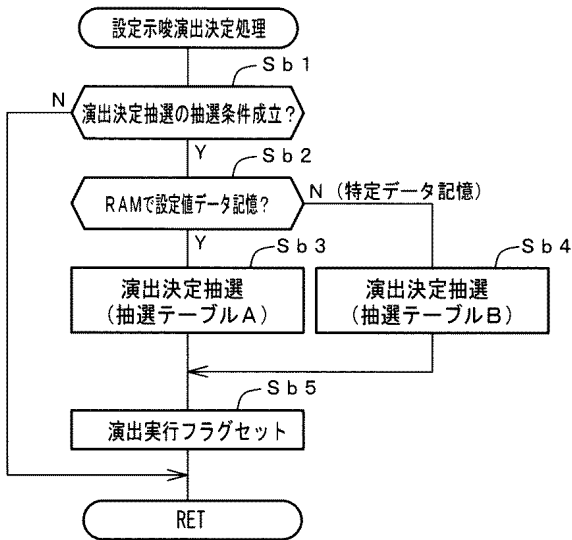 設定示唆演出決定処理
Ｓｂ１
Ｎ
演出決定抽選の抽選条件成立？
Ｙ
Ｓｂ２
ＲＡＭで設定値データ記憶？
Ｎ（特定データ記憶）
Ｙ
Ｓｂ３
Ｓｂ４
演出決定抽選
（抽選テーブルＡ）
演出決定抽選
（抽選テーブルＢ）
Ｓｂ５
演出実行フラグセット
RET